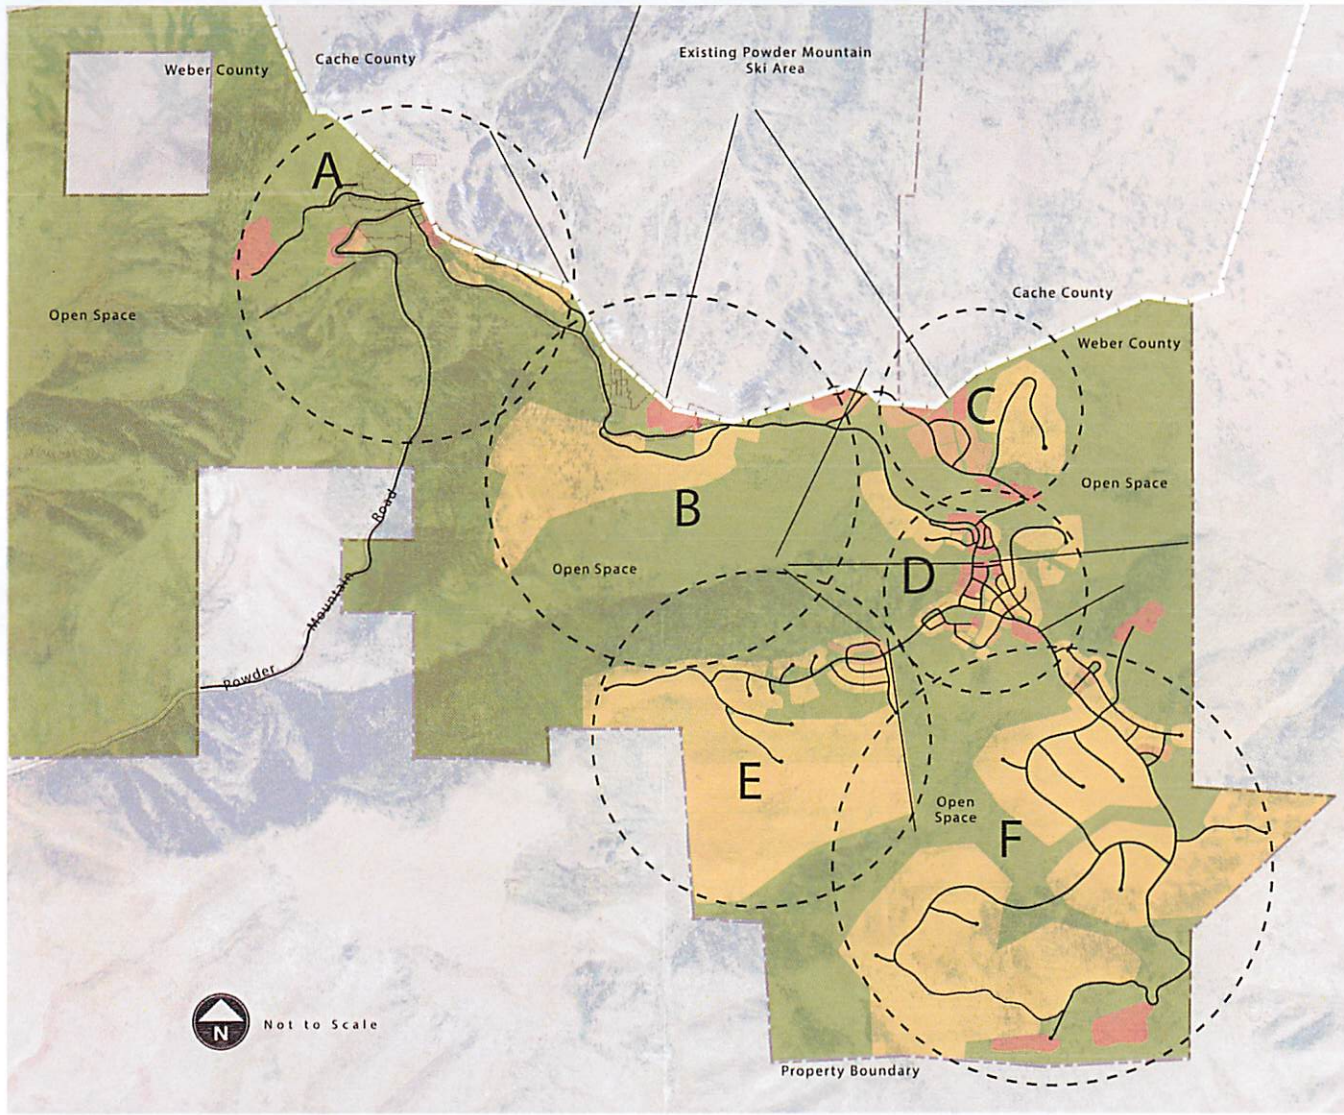 Existing Powder Mountain
Ski Area
Weber County
Cache County
A
Cache County
Open Space
Weber County
C
Open Space
B
Road
Open Space
D
Mountain
Powder
E
Open
Space
F
N
Not to Scale
Property Boundary